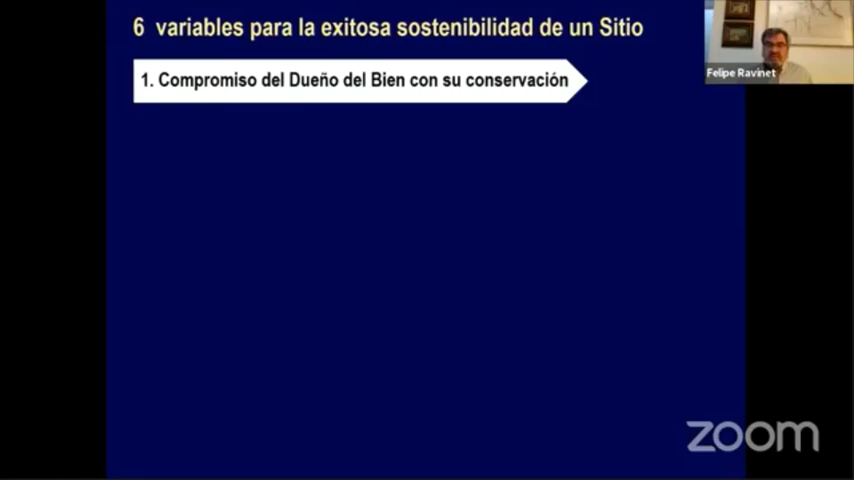 6 variables para la exitosa sostenibilidad de un Sitio
1. Compromiso del Dueño del Bien con su conservación
Felipe Ravinet
zoom